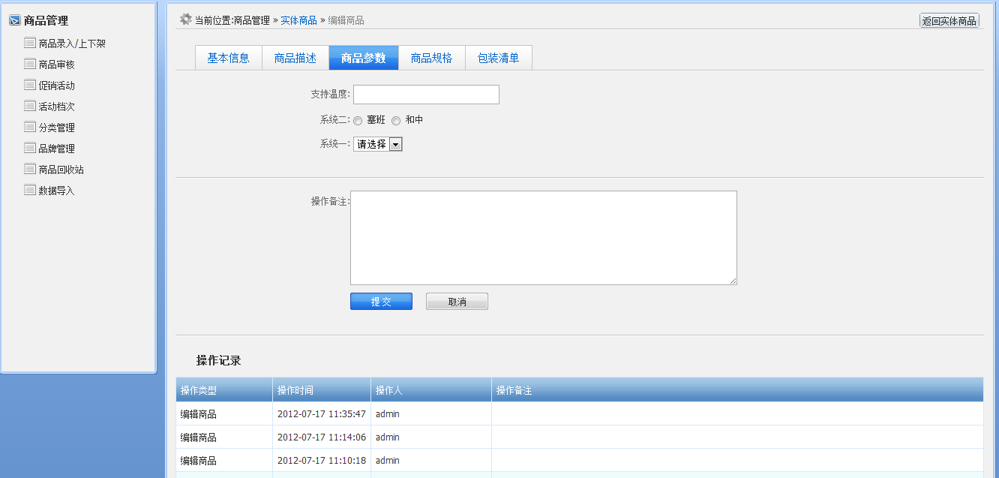 商品管理
商品录入/上下架
商品审核
促销活动
活动档次
分类管理
品牌管理
商品回收站
数据导入
当前位置:商品管理 » 实体商品 » 编辑商品
返回实体商品
基本信息 商品描述 商品参数 商品规格 包装清单
支持温度:
系统二: 塞班 和中
系统一: 请选择
操作备注:
提 交 取消
操作记录
操作类型 操作时间 操作人 操作备注
编辑商品 2012-07-17 11:35:47 admin
编辑商品 2012-07-17 11:14:06 admin
编辑商品 2012-07-17 11:10:18 admin